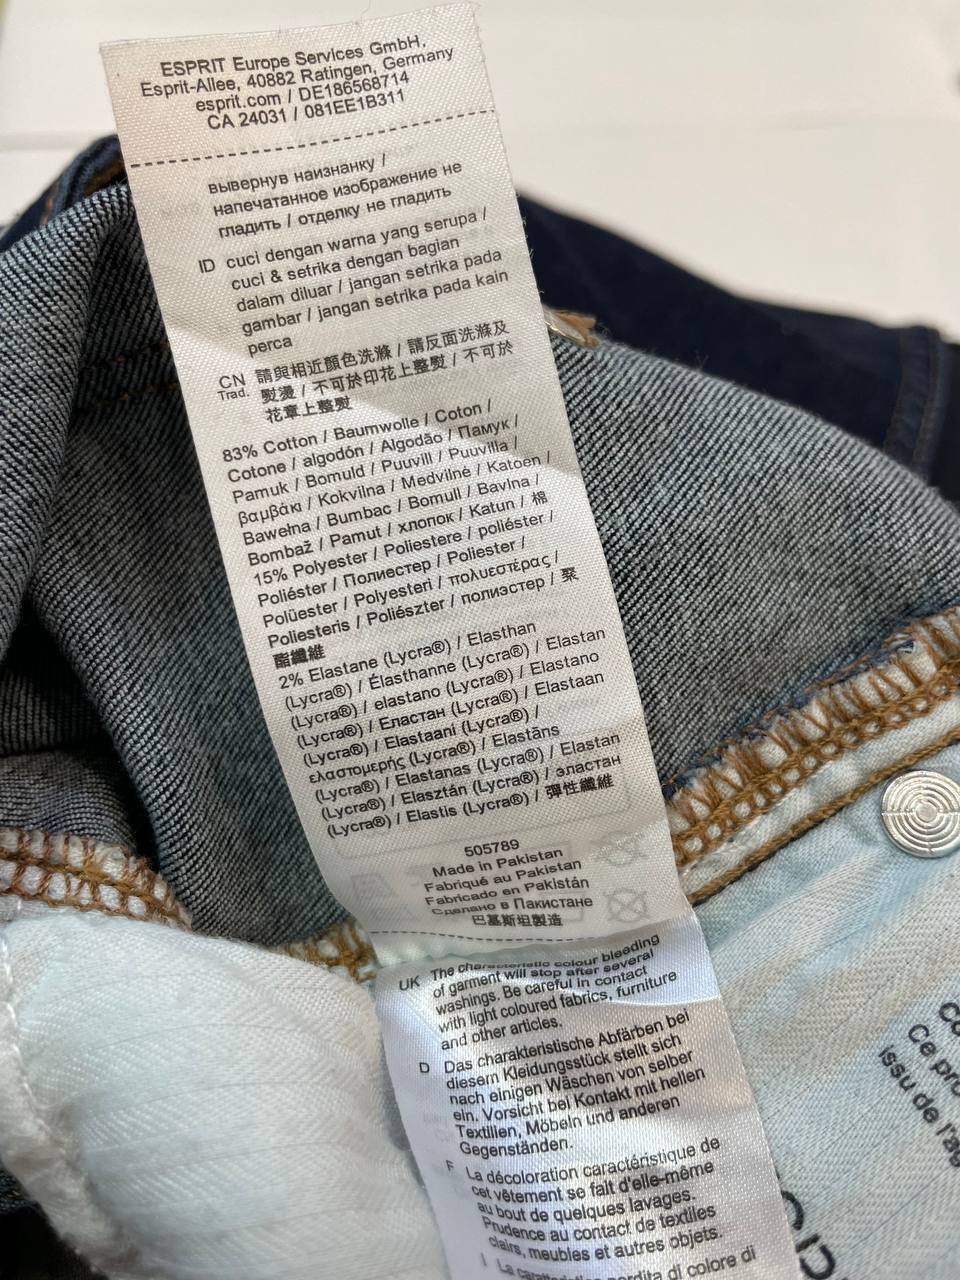 ESPRIT Europe Services GmbH,
Esprit-Allee, 40882 Ratingen, Germany
esprit.com / DE186568714
CA 24031 / 081EE1B311
вывернув наизнанку /
напечатанное изображение не
гладить / отделку не гладить
ID cuci dengan warna yang serupa /
cuci & setrika dengan bagian
dalam diluar / jangan setrika pada
gambar / jangan setrika pada kain
perca
CN Trad. 請與相近顏色洗滌 / 請反面洗滌及
熨燙 / 不可於印花上整熨 / 不可於
花章上整熨
83% Cotton / Baumwolle / Coton /
Cotone / algodón / Algodão / Памук /
Pamuk / Bomuld / Puuvill / Puuvilla /
βαμβάκι / Kokvilna / Medvilnė / Katoen /
Bawełna / Bumbac / Bomull / Bavlna /
Bombaž / Pamut / хлопок / Katun / 棉
15% Polyester / Poliestere / poliéster /
Poliéster / Полиестер / Poliester /
Polüester / Polyesteri / πολυεστέρας /
Poliesteris / Poliészter / полиэстер / 聚
酯纖維
2% Elastane (Lycra®) / Elasthan
(Lycra®) / Élasthanne (Lycra®) / Elastan
(Lycra®) / elastano (Lycra®) / Elastano
(Lycra®) / Еластан (Lycra®) / Elastaan
(Lycra®) / Elastaani (Lycra®) /
ελαστομερής (Lycra®) / Elastāns
(Lycra®) / Elastanas (Lycra®) / Elastan
(Lycra®) / Elasztán (Lycra®) / эластан
(Lycra®) / Elastis (Lycra®) / 彈性纖維
505789
Made in Pakistan
Fabriqué au Pakistan
Fabricado en Pakistán
Сделано в Пакистане
巴基斯坦製造
UK The characteristic colour bleeding
of garment will stop after several
washings. Be careful in contact
with light coloured fabrics, furniture
and other articles.
D Das charakteristische Abfärben bei
diesem Kleidungsstück stellt sich
nach einigen Wäschen von selber
ein. Vorsicht bei Kontakt mit hellen
Textilien, Möbeln und anderen
Gegenständen.
F La décoloration caractéristique de
cet vêtement se fait d'elle-même
au bout de quelques lavages.
Prudence au contact de textiles
clairs, meubles et autres objets.
I La caratteristica perdita di colore di
Ce pro
issu de l'ag